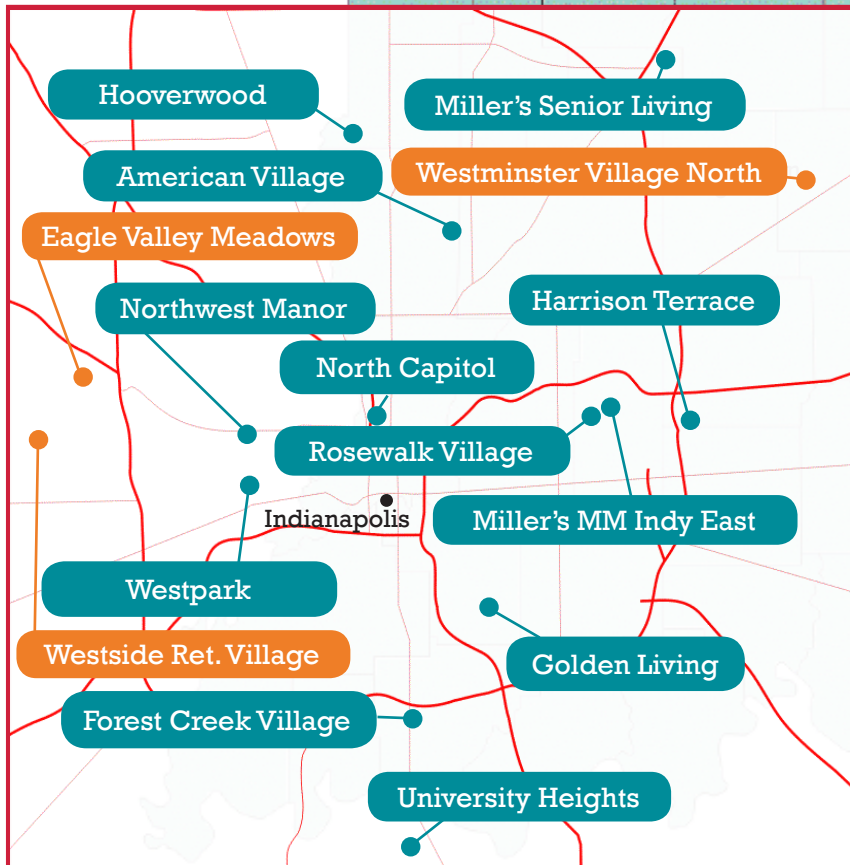 Hooverwood
Miller’s Senior Living
American Village
Westminster Village North
Eagle Valley Meadows
Northwest Manor
Harrison Terrace
North Capitol
Rosewalk Village
Indianapolis
Miller’s MM Indy East
Westpark
Westside Ret. Village
Golden Living
Forest Creek Village
University Heights